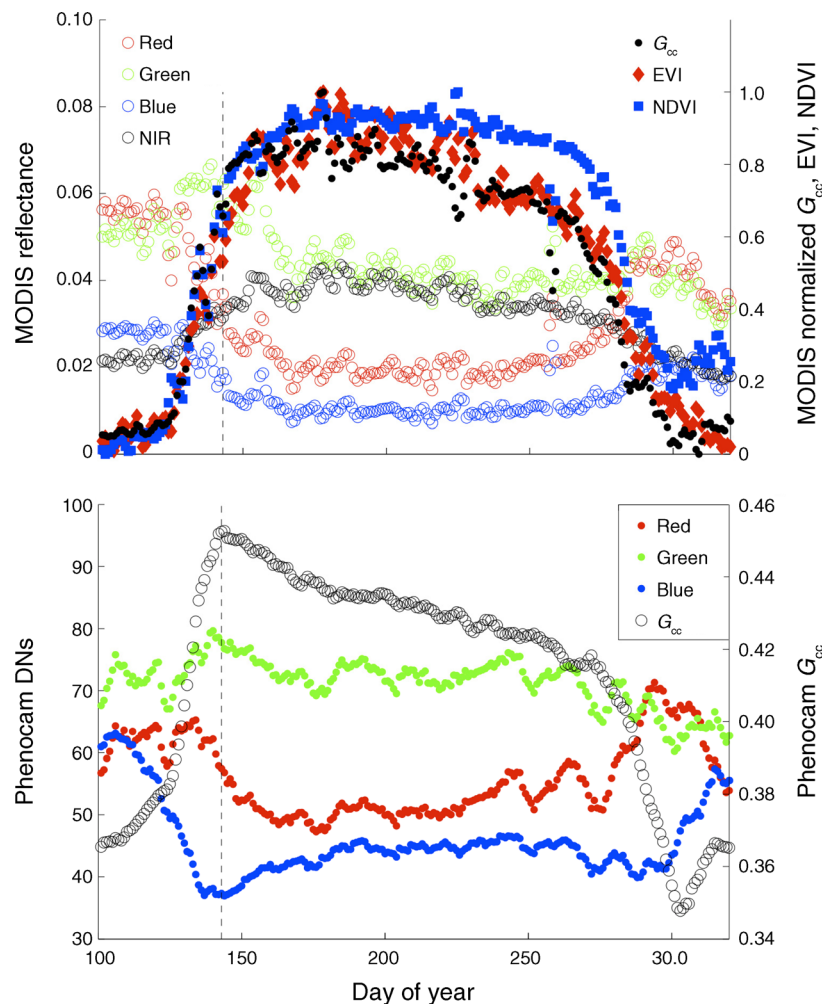 0.10
0.08
0.06
0.04
0.02
0
MODIS reflectance
Red
Green
Blue
NIR
Gcc
EVI
NDVI
1.0
0.8
0.6
0.4
0.2
0
MODIS normalized Gcc, EVI, NDVI
100
90
80
70
60
50
40
30
Phenocam DNs
Red
Green
Blue
Gcc
0.46
0.44
0.42
0.40
0.38
0.36
0.34
Phenocam Gcc
100
150
200
250
30.0
Day of year